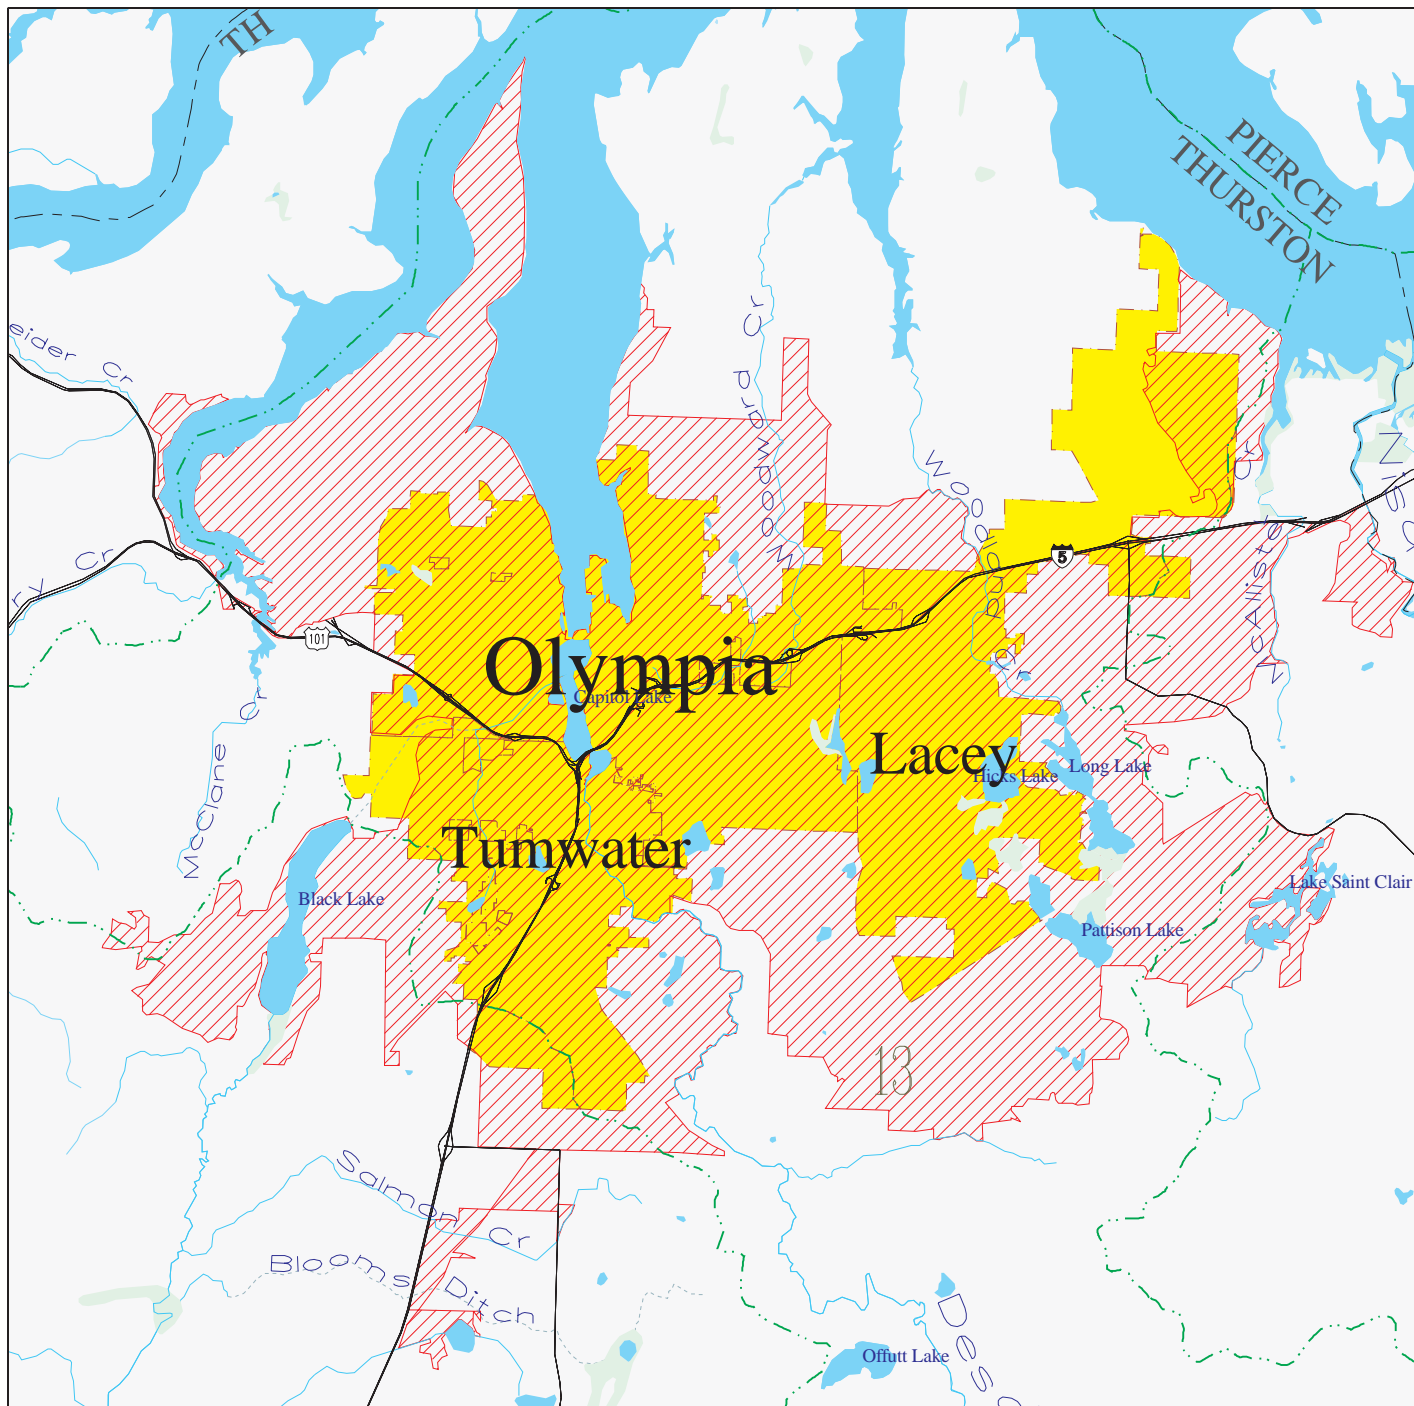 TH
PIERCE
THURSTON
eider Cr
Woodward Cr
Woodland Cr
Cr
McAllister
Nis
ry Cr
5
101
Olympia
Capitol Lake
McClane Cr
Lacey
Hicks Lake
Long Lake
Tumwater
Black Lake
Lake Saint Clair
Pattison Lake
13
Salmon Cr
Blooms Ditch
Des
Offutt Lake